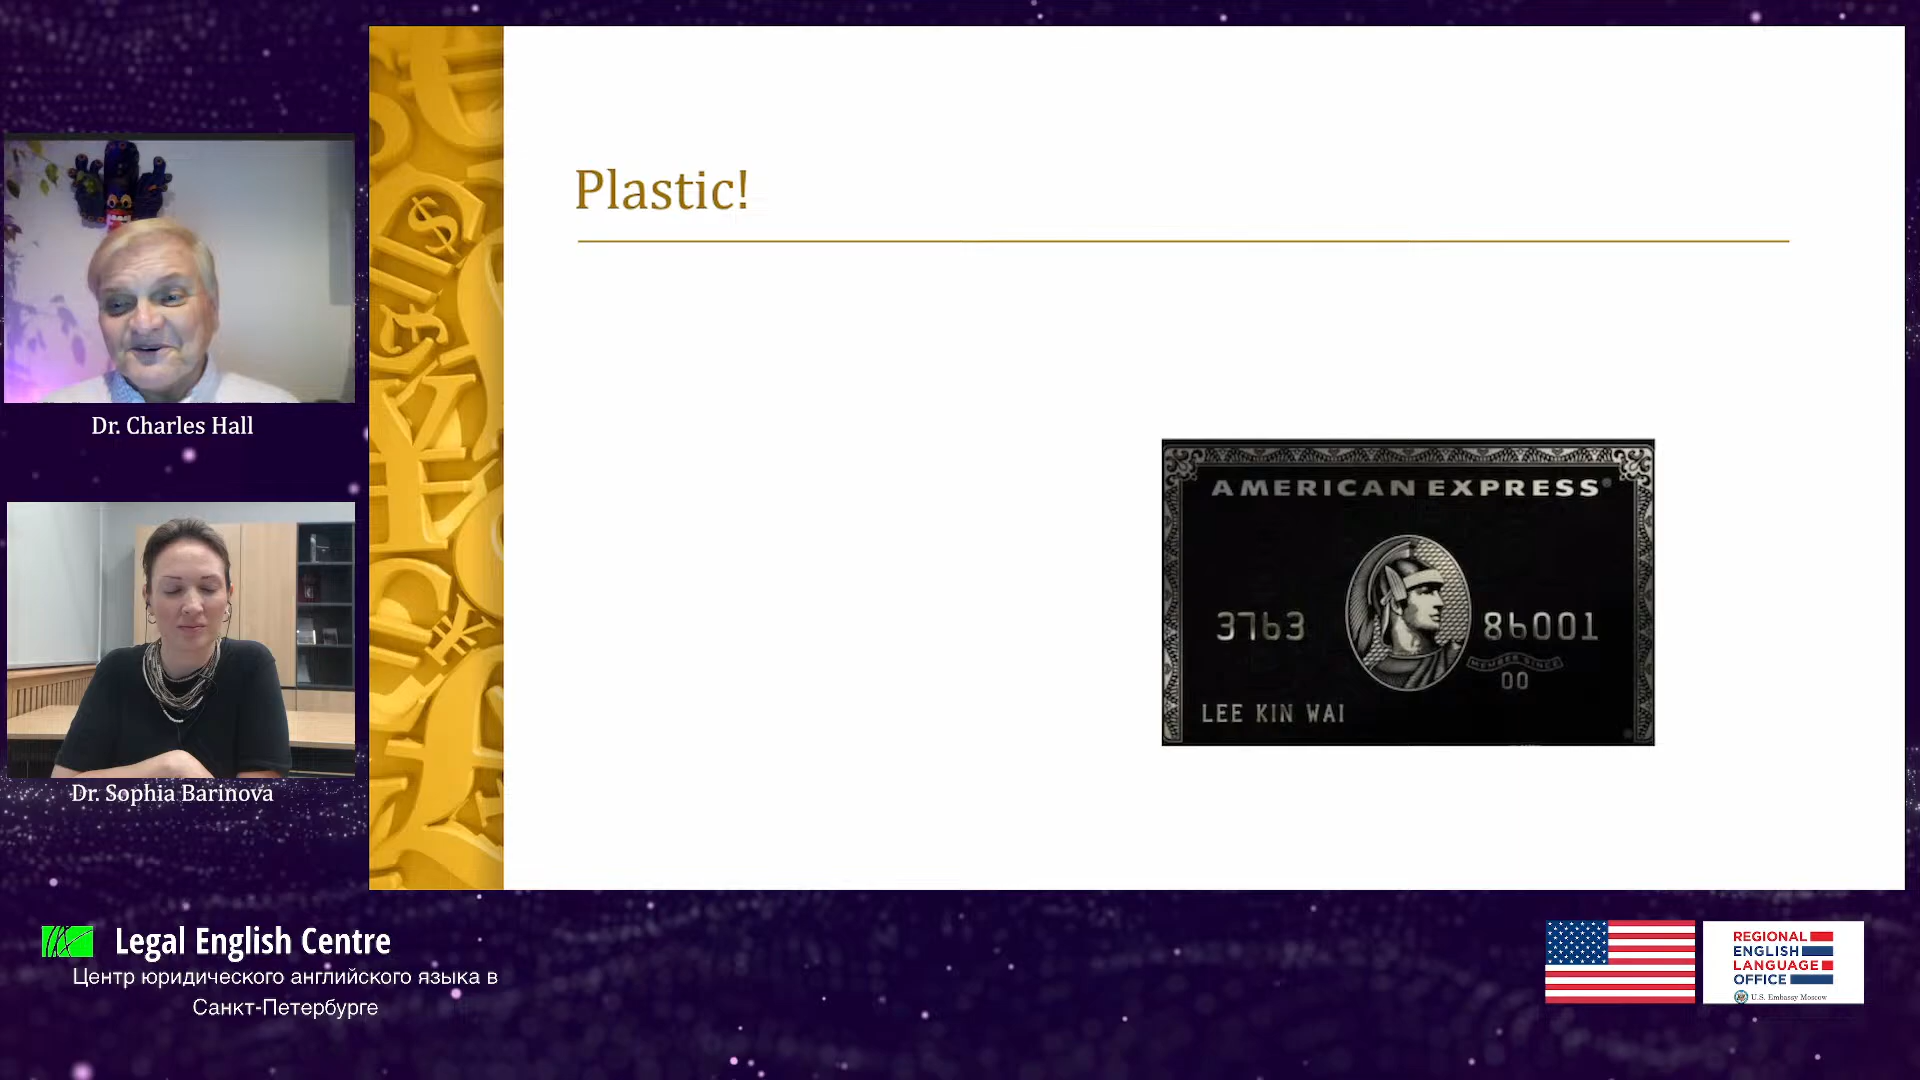 Plastic!
AMERICAN EXPRESS®
3763 86001
MEMBER SINCE
00
LEE KIN WAI
Dr. Charles Hall
Dr. Sophia Barinova
Legal English Centre
Центр юридического английского языка в
Санкт-Петербурге
REGIONAL
ENGLISH
LANGUAGE
OFFICE
U.S. Embassy Moscow